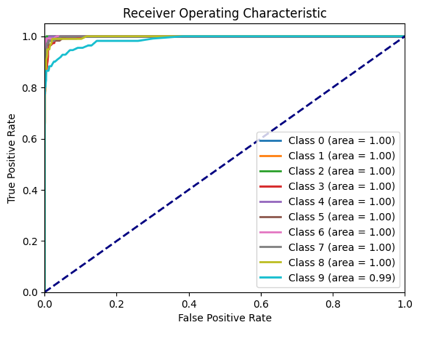 Receiver Operating Characteristic
True Positive Rate
1.0
0.8
0.6
0.4
0.2
0.0
Class 0 (area = 1.00)
Class 1 (area = 1.00)
Class 2 (area = 1.00)
Class 3 (area = 1.00)
Class 4 (area = 1.00)
Class 5 (area = 1.00)
Class 6 (area = 1.00)
Class 7 (area = 1.00)
Class 8 (area = 1.00)
Class 9 (area = 0.99)
0.0 0.2 0.4 0.6 0.8 1.0
False Positive Rate